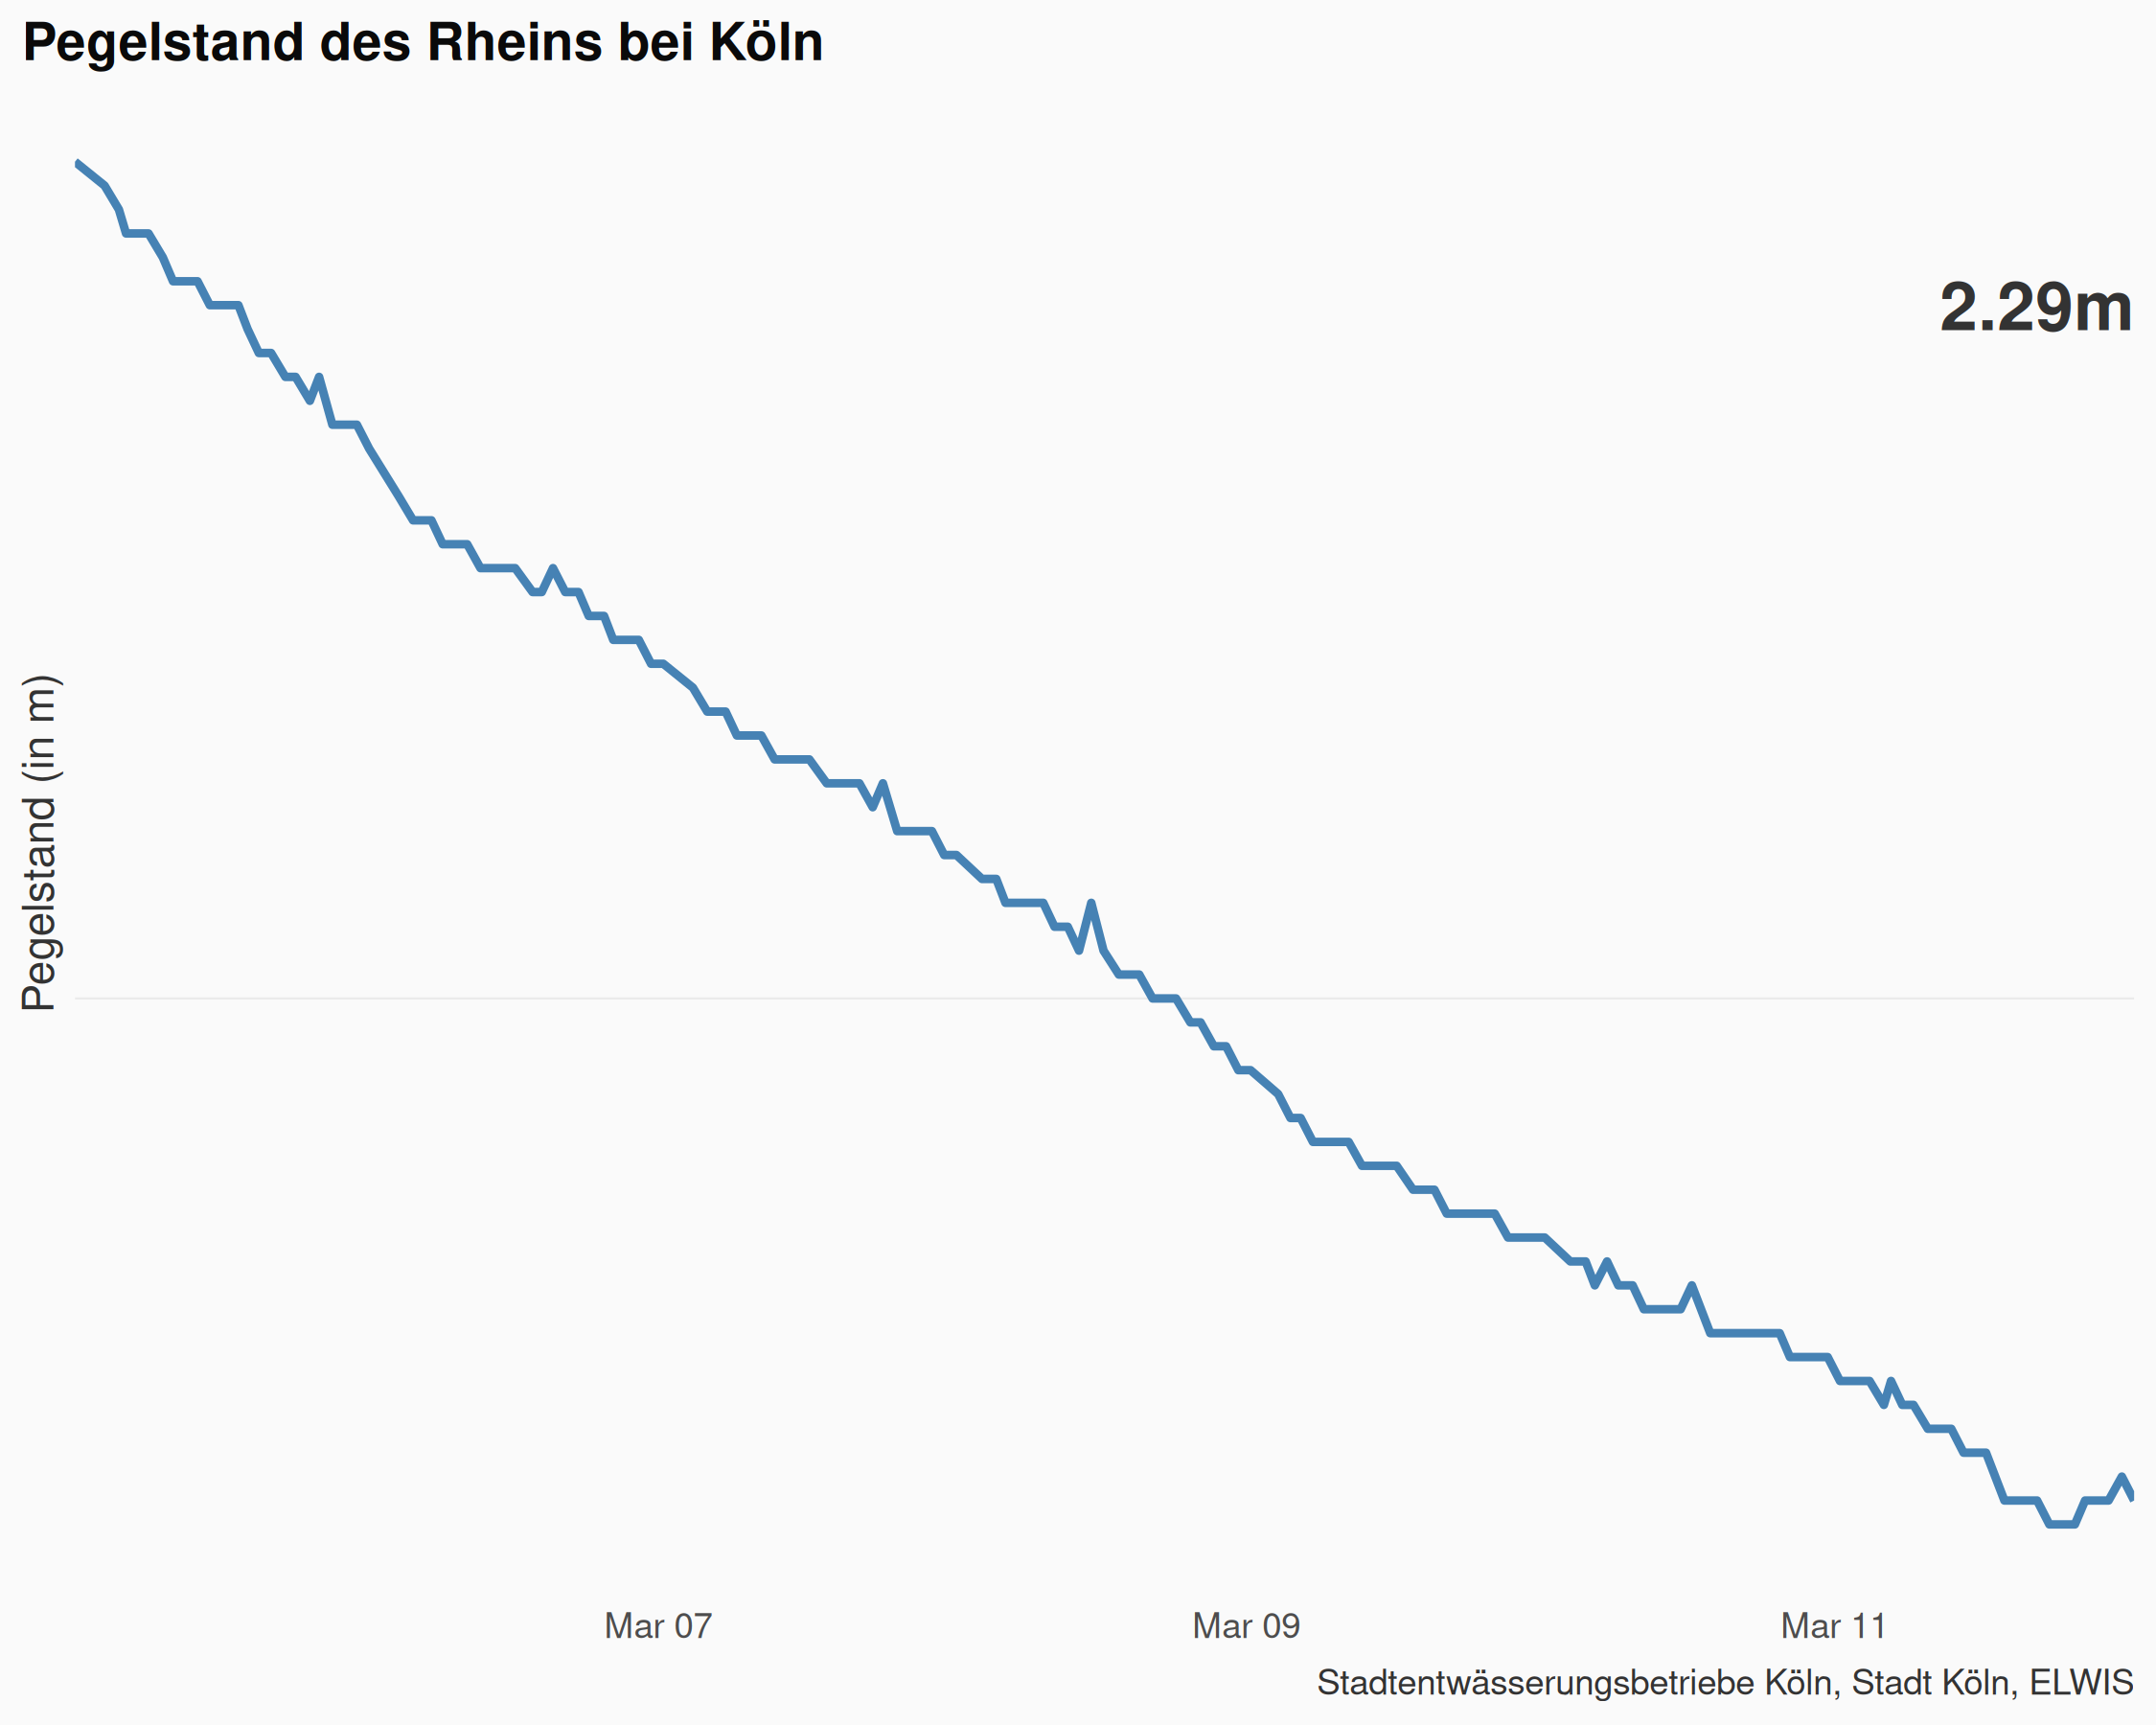 Pegelstand des Rheins bei Köln
2.29m
Pegelstand (in m)
Mar 07
Mar 09
Mar 11
Stadtentwässerungsbetriebe Köln, Stadt Köln, ELWIS